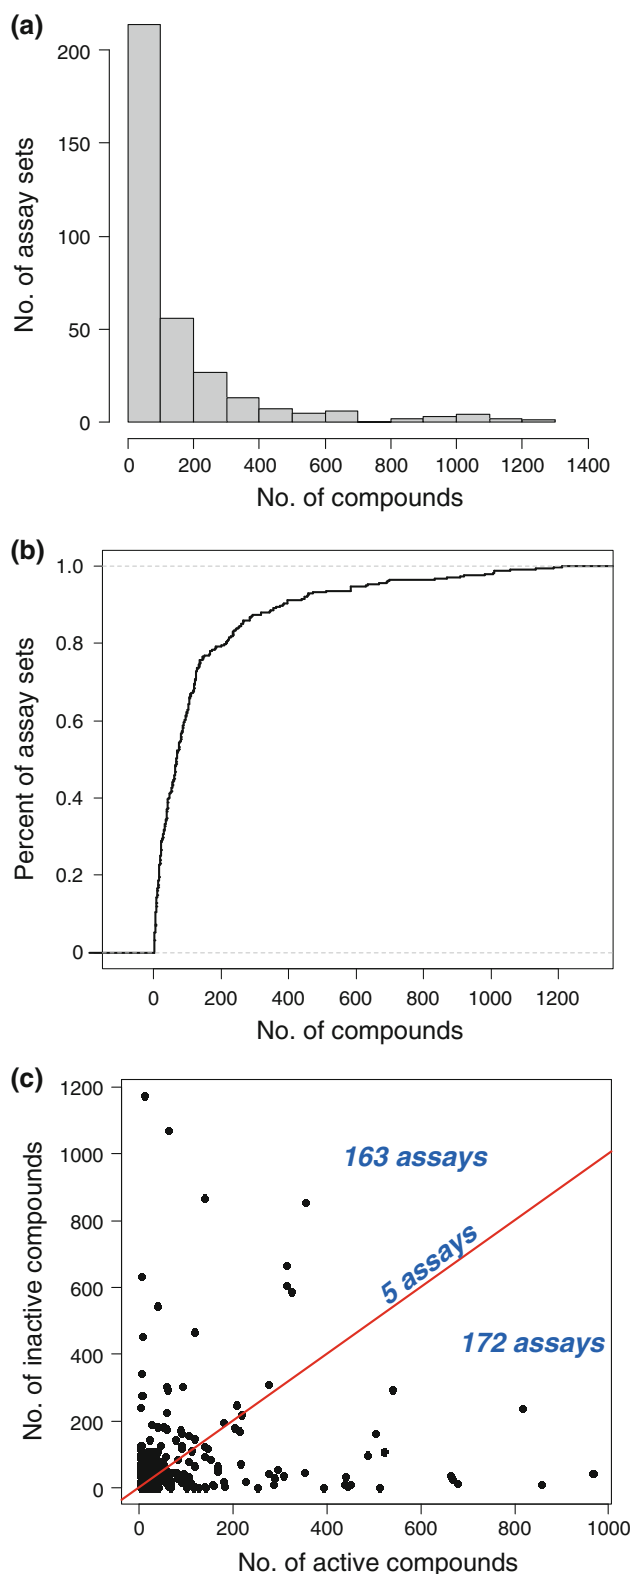 (a)
No. of assay sets
200
150
100
50
0
0 200 400 600 800 1000 1200 1400
No. of compounds
(b)
Percent of assay sets
1.0
0.8
0.6
0.4
0.2
0
0 200 400 600 800 1000 1200
No. of compounds
(c)
No. of inactive compounds
1200
1000
800
600
400
200
0
163 assays
5 assays
172 assays
0 200 400 600 800 1000
No. of active compounds